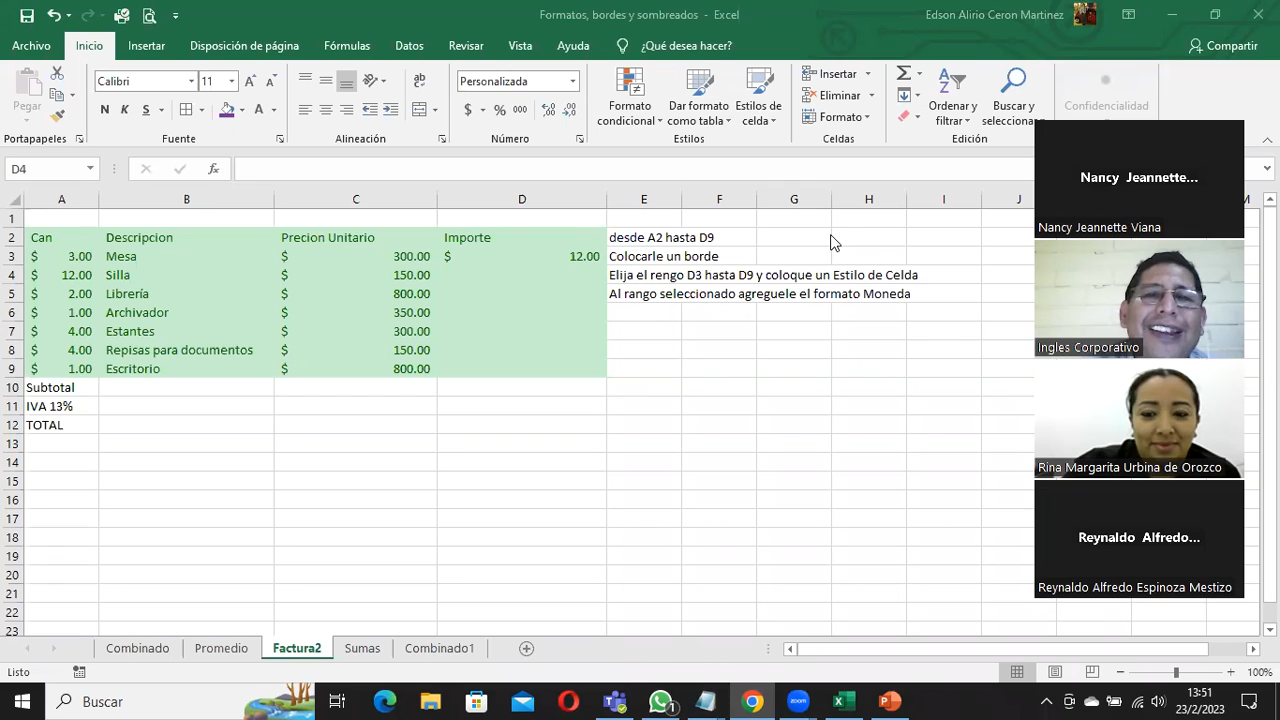 Formatos, bordes y sombreados - Excel
Edson Alirio Ceron Martinez
Archivo Inicio Insertar Disposición de página Fórmulas Datos Revisar Vista Ayuda ¿Qué desea hacer? Compartir
Pegar
Calibri 11
N K S
Personalizada
$ % 000
Formato condicional
Dar formato como tabla
Estilos de celda
Insertar
Eliminar
Formato
Ordenar y filtrar
Buscar y seleccionar
Confidencialidad
Portapapeles Fuente Alineación Número Estilos Celdas Edición
D4 fx
A B C D E F G H I J M
1
2 Can Descripcion Precion Unitario Importe desde A2 hasta D9
3 $ 3.00 Mesa $ 300.00 $ 12.00 Colocarle un borde
4 $ 12.00 Silla $ 150.00 Elija el rengo D3 hasta D9 y coloque un Estilo de Celda
5 $ 2.00 Librería $ 800.00 Al rango seleccionado agreguele el formato Moneda
6 $ 1.00 Archivador $ 350.00
7 $ 4.00 Estantes $ 300.00
8 $ 4.00 Repisas para documentos $ 150.00
9 $ 1.00 Escritorio $ 800.00
10 Subtotal
11 IVA 13%
12 TOTAL
13
14
15
16
17
18
19
20
21
22
23
Nancy Jeannette...
Nancy Jeannette Viana
Ingles Corporativo
Rina Margarita Urbina de Orozco
Reynaldo Alfredo...
Reynaldo Alfredo Espinoza Mestizo
Combinado Promedio Factura2 Sumas Combinado1
Listo
100%
Buscar
13:51
23/2/2023